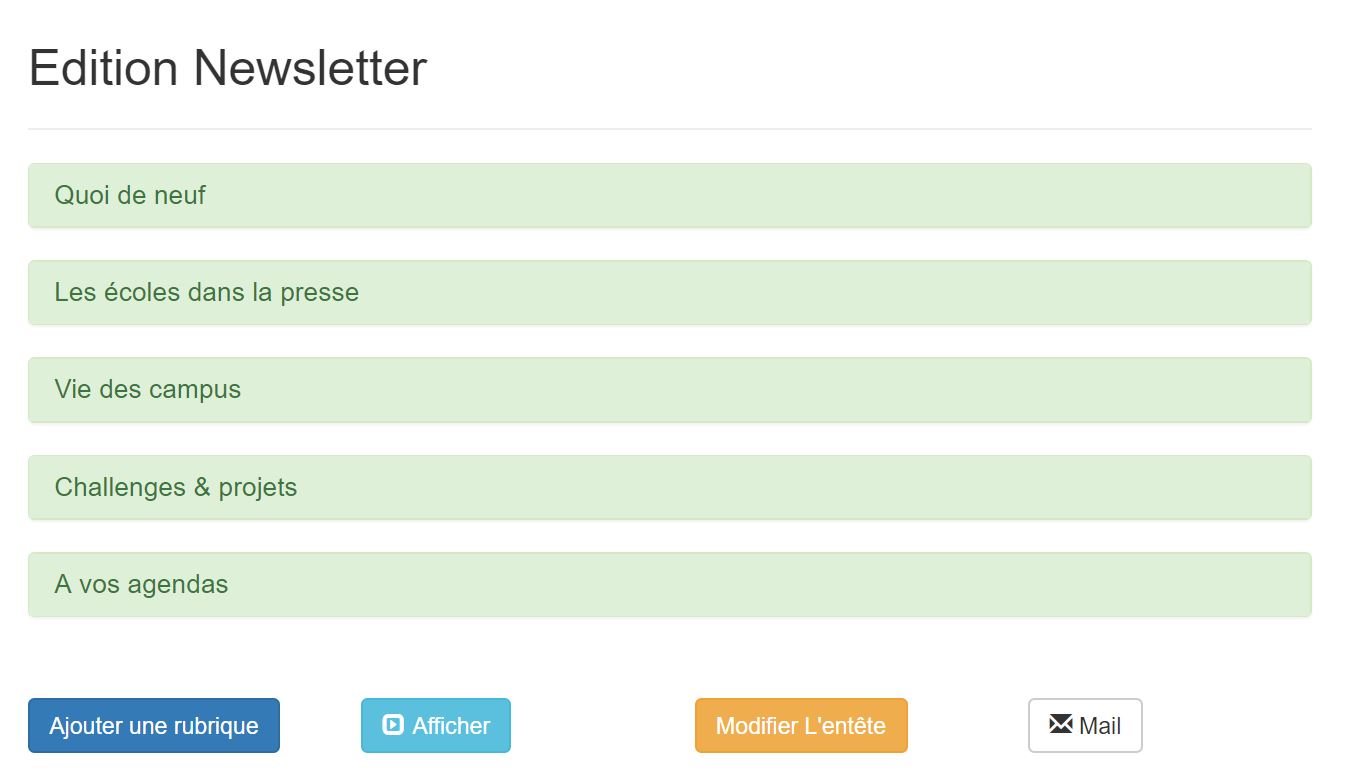 Edition Newsletter
Quoi de neuf
Les écoles dans la presse
Vie des campus
Challenges & projets
A vos agendas
Ajouter une rubrique
Afficher
Modifier L'entête
Mail